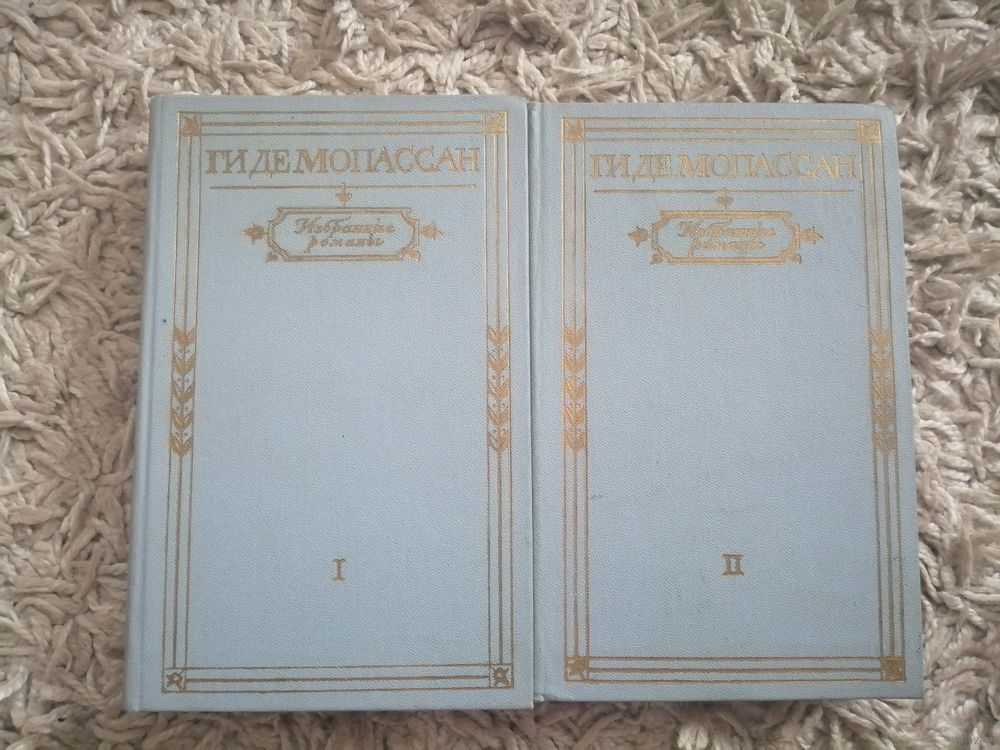 ГИ ДЕ МОПАССАН
Избранные
романы
I
ГИ ДЕ МОПАССАН
Избранные
романы
II